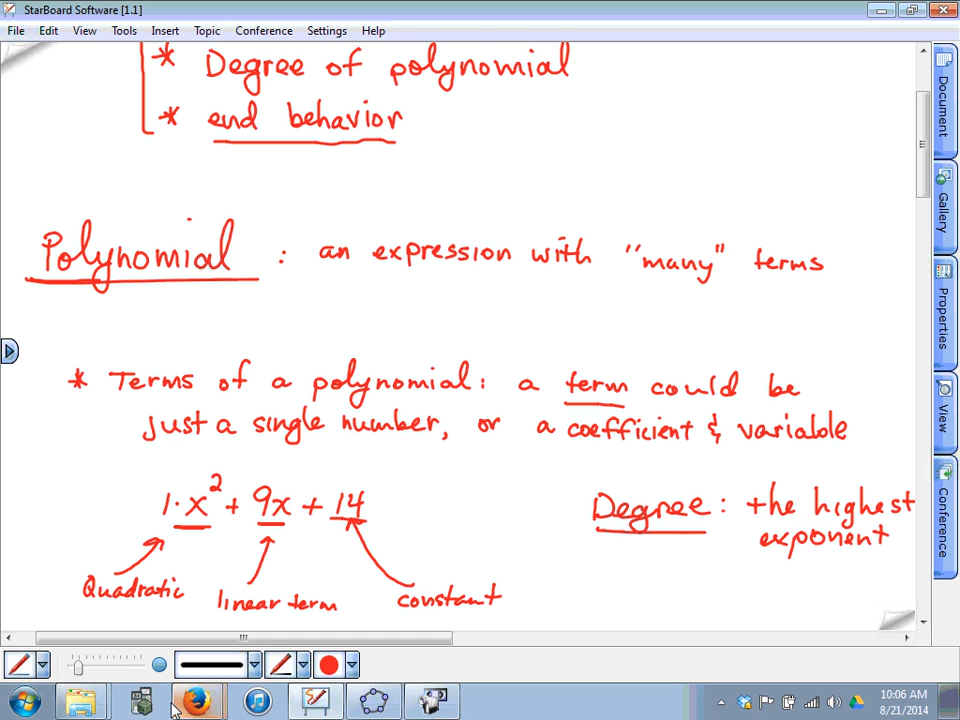 StarBoard Software [1.1]
File Edit View Tools Insert Topic Conference Settings Help
* Degree of polynomial
* end behavior
Polynomial : an expression with "many" terms
* Terms of a polynomial: a term could be
just a single number, or a coefficient & variable
1·x² + 9x + 14
Quadratic linear term constant
Degree: the highest
exponent
Document
Gallery
Properties
View
Conference
10:06 AM
8/21/2014